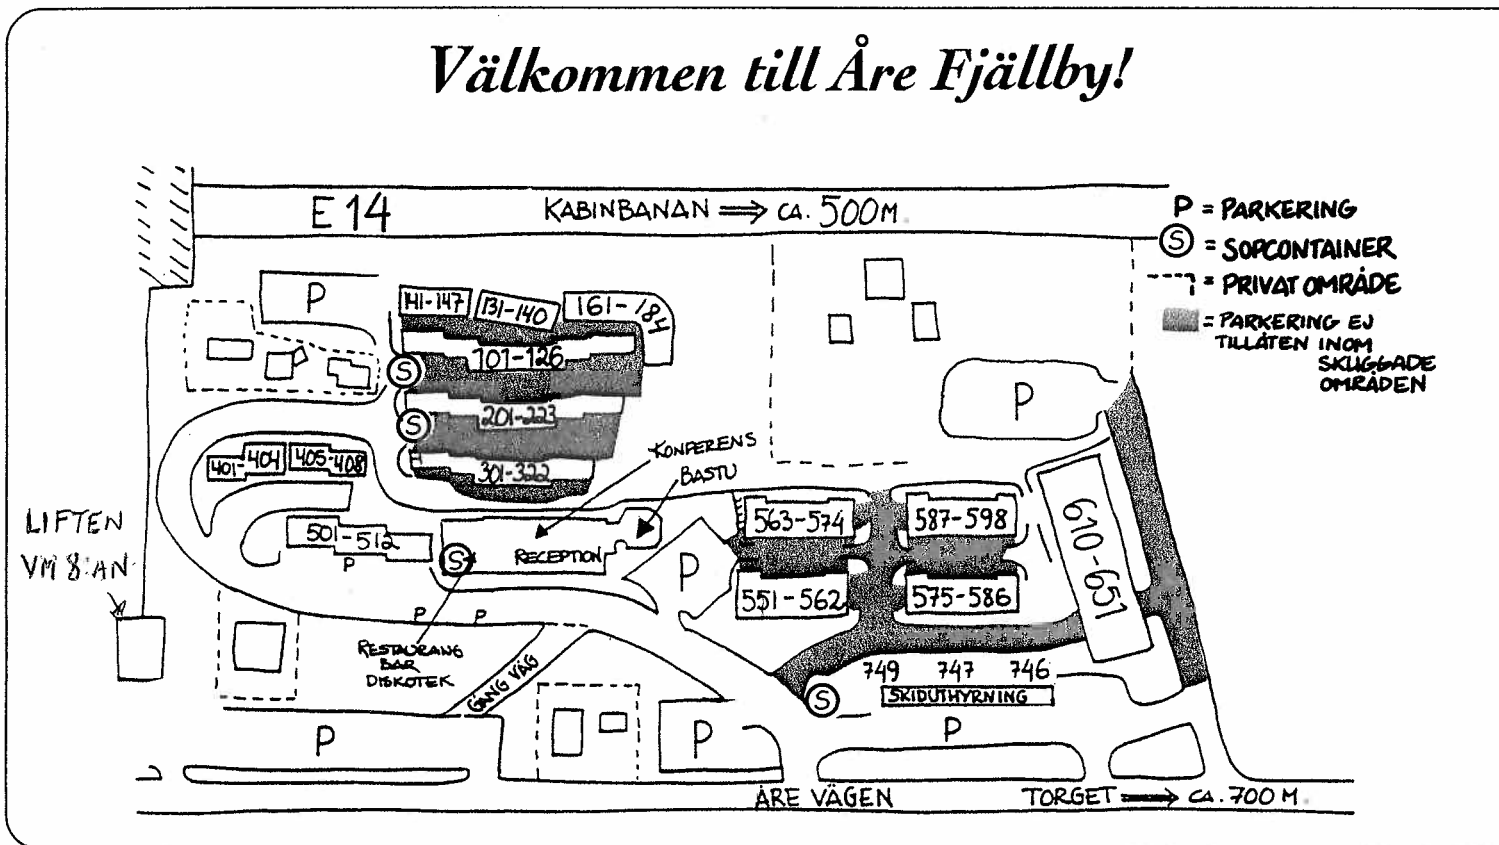 Välkommen till Åre Fjällby!
E14
KABINBANAN ⇒ CA. 500 M
P = PARKERING
S = SOPCONTAINER
= PRIVAT OMRÅDE
= PARKERING EJ
TILLÅTEN INOM
SKUGGADE
OMRÅDEN
P
141-147
131-140
161-184
101-126
S
201-223
S
301-322
P
401-404
405-408
KONFERENS
BASTU
501-512
P
S
RECEPTION
P
563-574
587-598
551-562
575-586
610-651
LIFTEN
VM 8:AN
P
P
RESTAURANG
BAR
DISKOTEK
GÅNG VÄG
749
747
746
S
SKIDUTHYRNING
P
P
P
ÅRE VÄGEN
TORGET ⇒ CA. 700 M